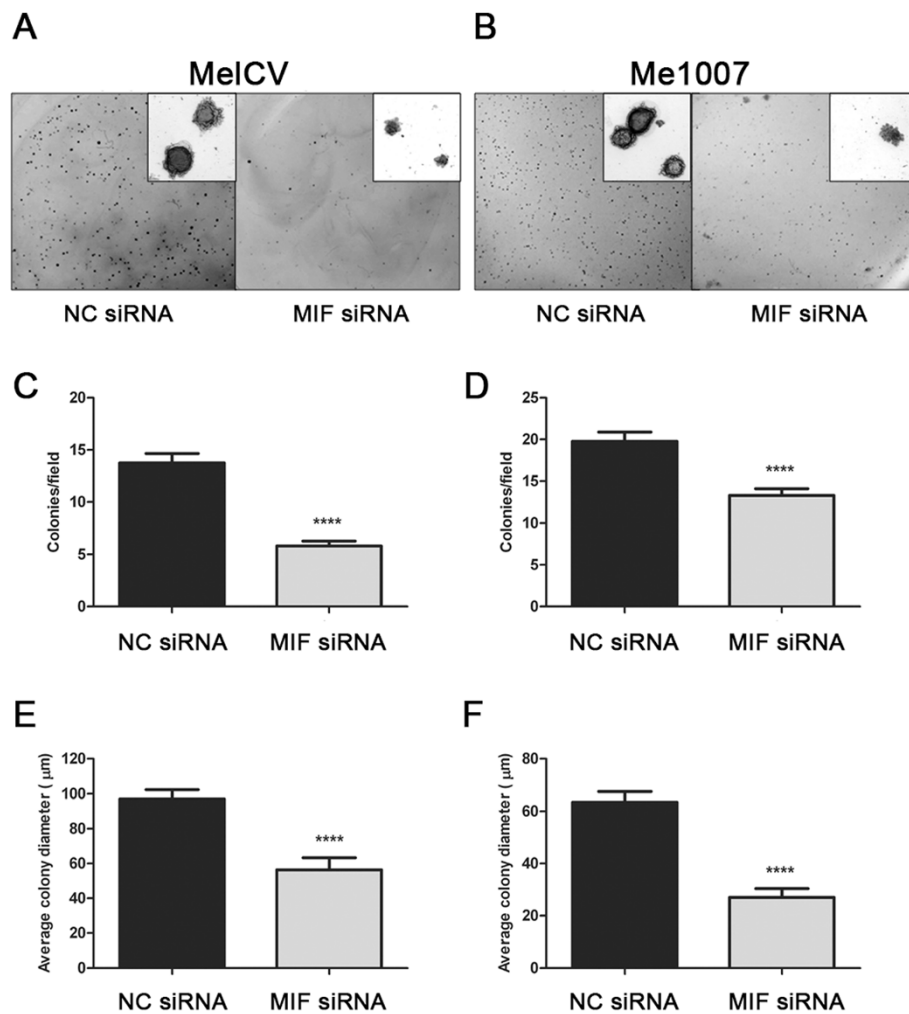 A
B
MelCV
Me1007
NC siRNA
MIF siRNA
NC siRNA
MIF siRNA
C
Colonies/field
20
15
10
5
0
****
NC siRNA
MIF siRNA
D
Colonies/field
25
20
15
10
5
0
****
NC siRNA
MIF siRNA
E
Average colony diameter ( µm)
120
100
80
60
40
20
0
****
NC siRNA
MIF siRNA
F
Average colony diameter ( µm)
80
60
40
20
0
****
NC siRNA
MIF siRNA